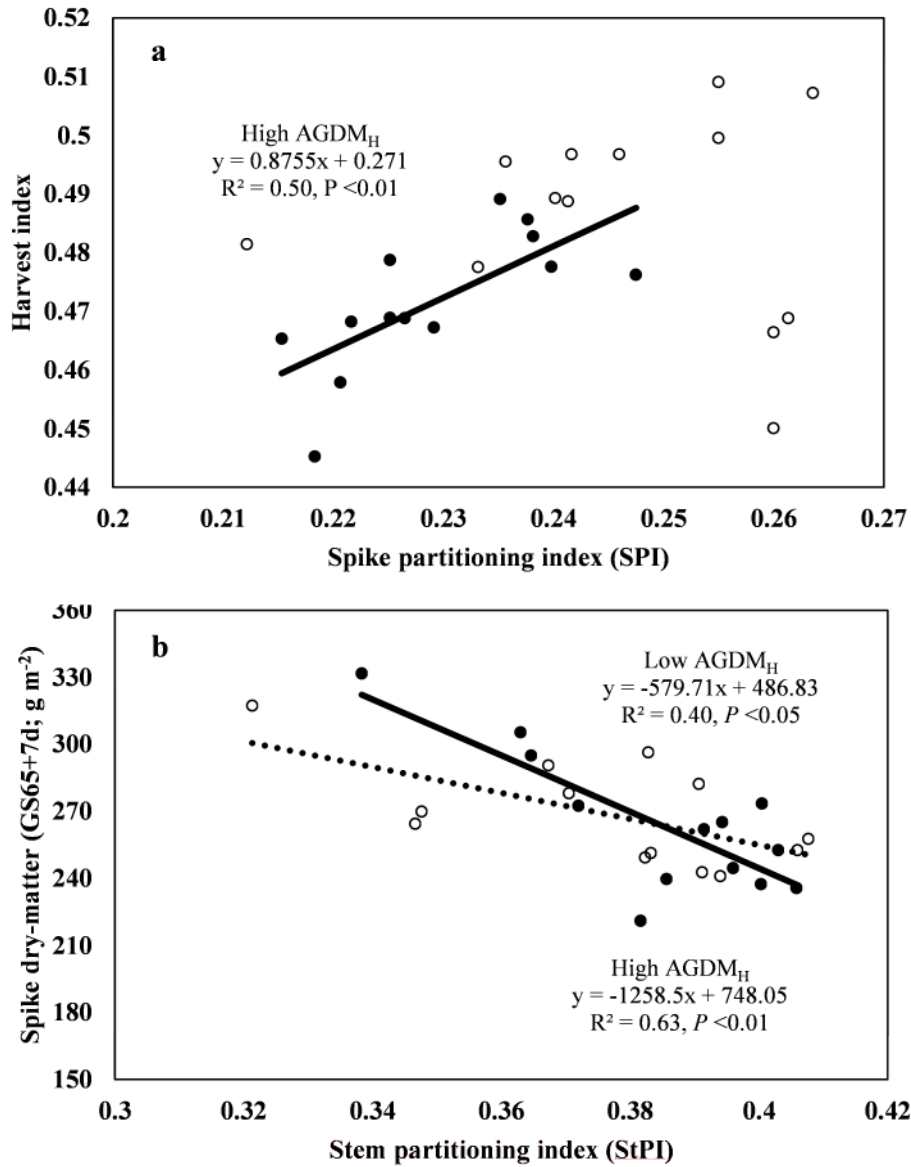 a
0.52
0.51
0.5
0.49
0.48
0.47
0.46
0.45
0.44
Harvest index
High AGDM_H
y = 0.8755x + 0.271
R² = 0.50, P <0.01
0.2 0.21 0.22 0.23 0.24 0.25 0.26 0.27
Spike partitioning index (SPI)
b
360
330
300
270
240
210
180
150
Spike dry-matter (GS65+7d; g m⁻²)
Low AGDM_H
y = -579.71x + 486.83
R² = 0.40, P <0.05
High AGDM_H
y = -1258.5x + 748.05
R² = 0.63, P <0.01
0.3 0.32 0.34 0.36 0.38 0.4 0.42
Stem partitioning index (StPI)